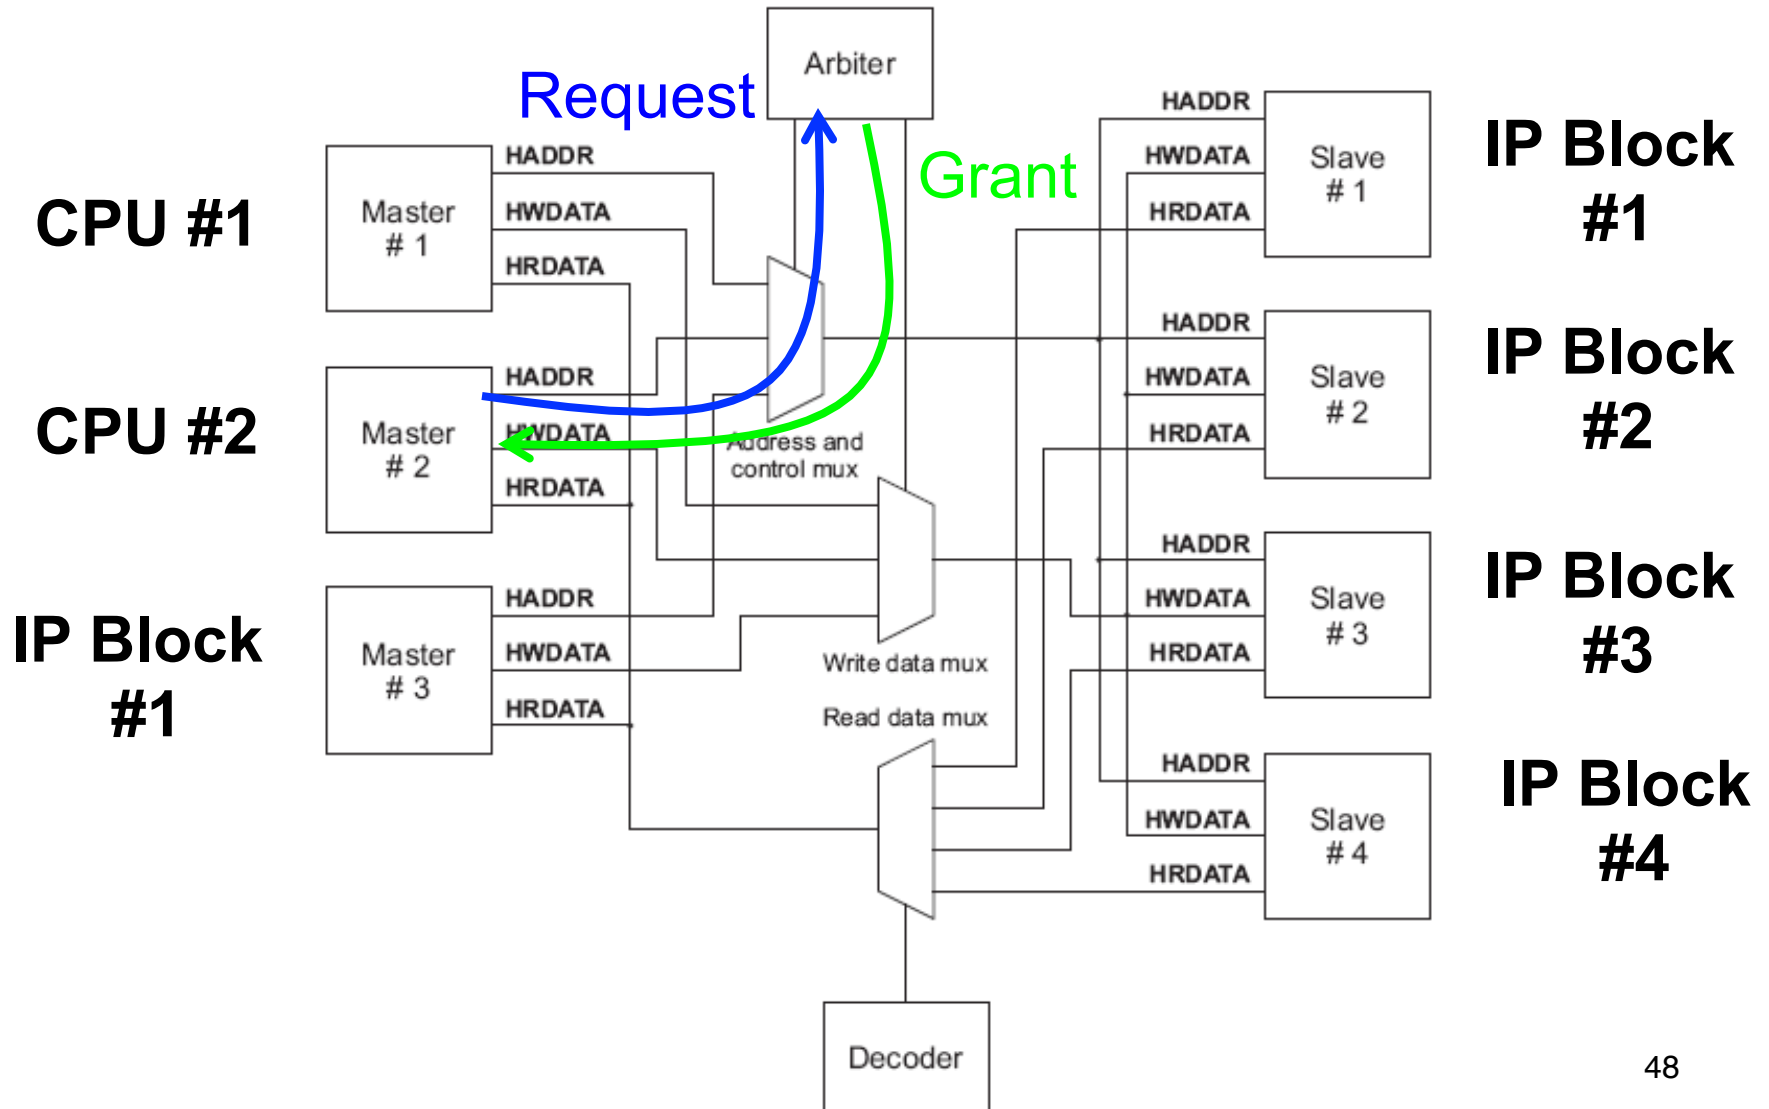 Arbiter
Request
Grant
CPU #1
Master
# 1
HADDR
HWDATA
HRDATA
CPU #2
Master
# 2
HADDR
HWDATA
HRDATA
IP Block
#1
Master
# 3
HADDR
HWDATA
HRDATA
Address and
control mux
Write data mux
Read data mux
HADDR
HWDATA
HRDATA
Slave
# 1
IP Block
#1
HADDR
HWDATA
HRDATA
Slave
# 2
IP Block
#2
HADDR
HWDATA
HRDATA
Slave
# 3
IP Block
#3
HADDR
HWDATA
HRDATA
Slave
# 4
IP Block
#4
Decoder
48